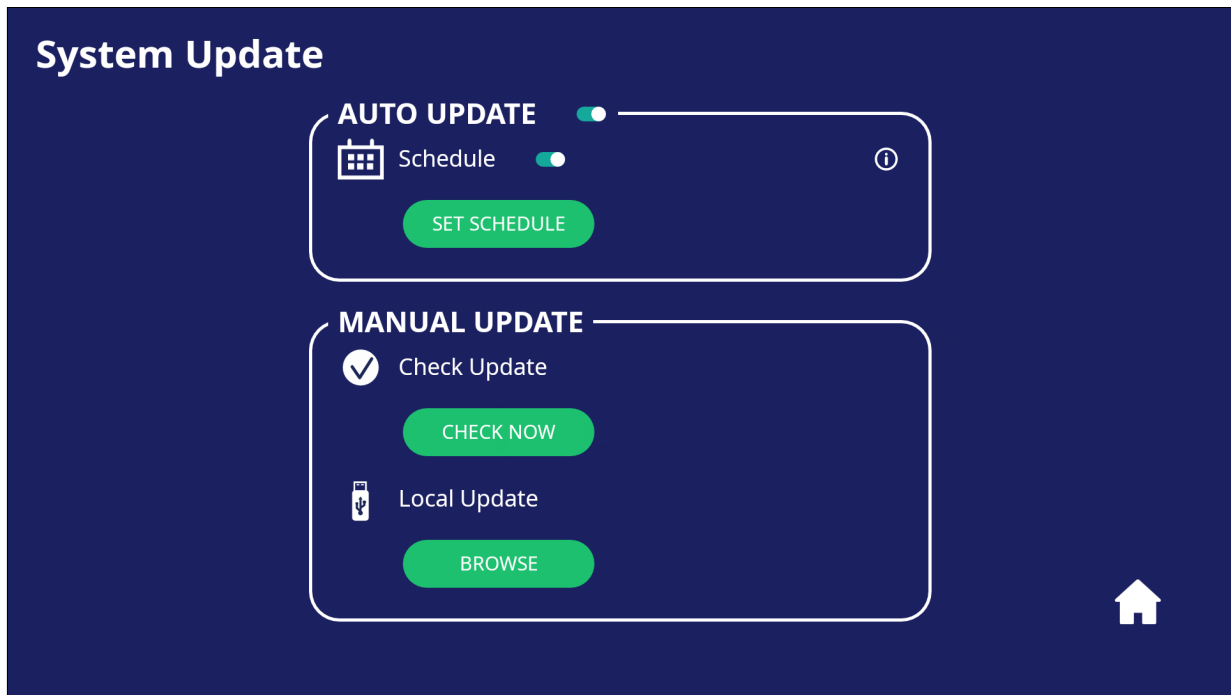 System Update
AUTO UPDATE
Schedule
SET SCHEDULE
MANUAL UPDATE
Check Update
CHECK NOW
Local Update
BROWSE